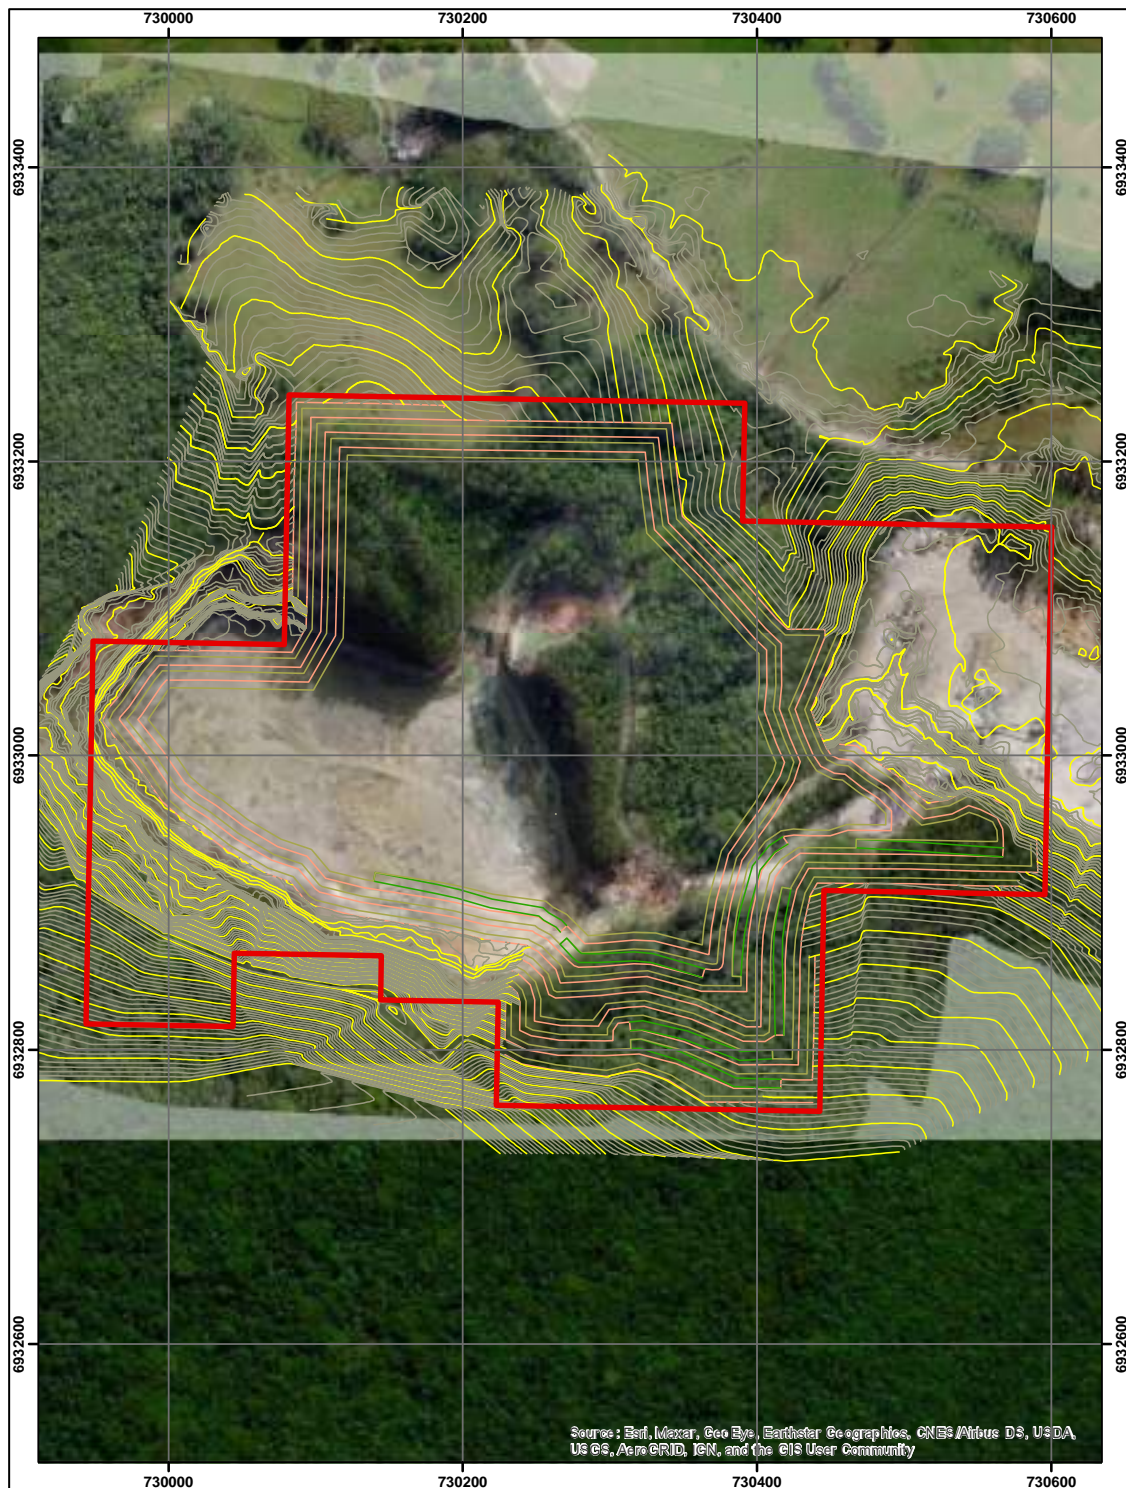 730000 730200 730400 730600
6933400 6933400
6933200 6933200
6933000 6933000
6932800 6932800
6932600 6932600
Source: Esri, Maxar, GeoEye, Earthstar Geographics, CNES/Airbus DS, USDA,
USGS, AeroGRID, IGN, and the GIS User Community
730000 730200 730400 730600